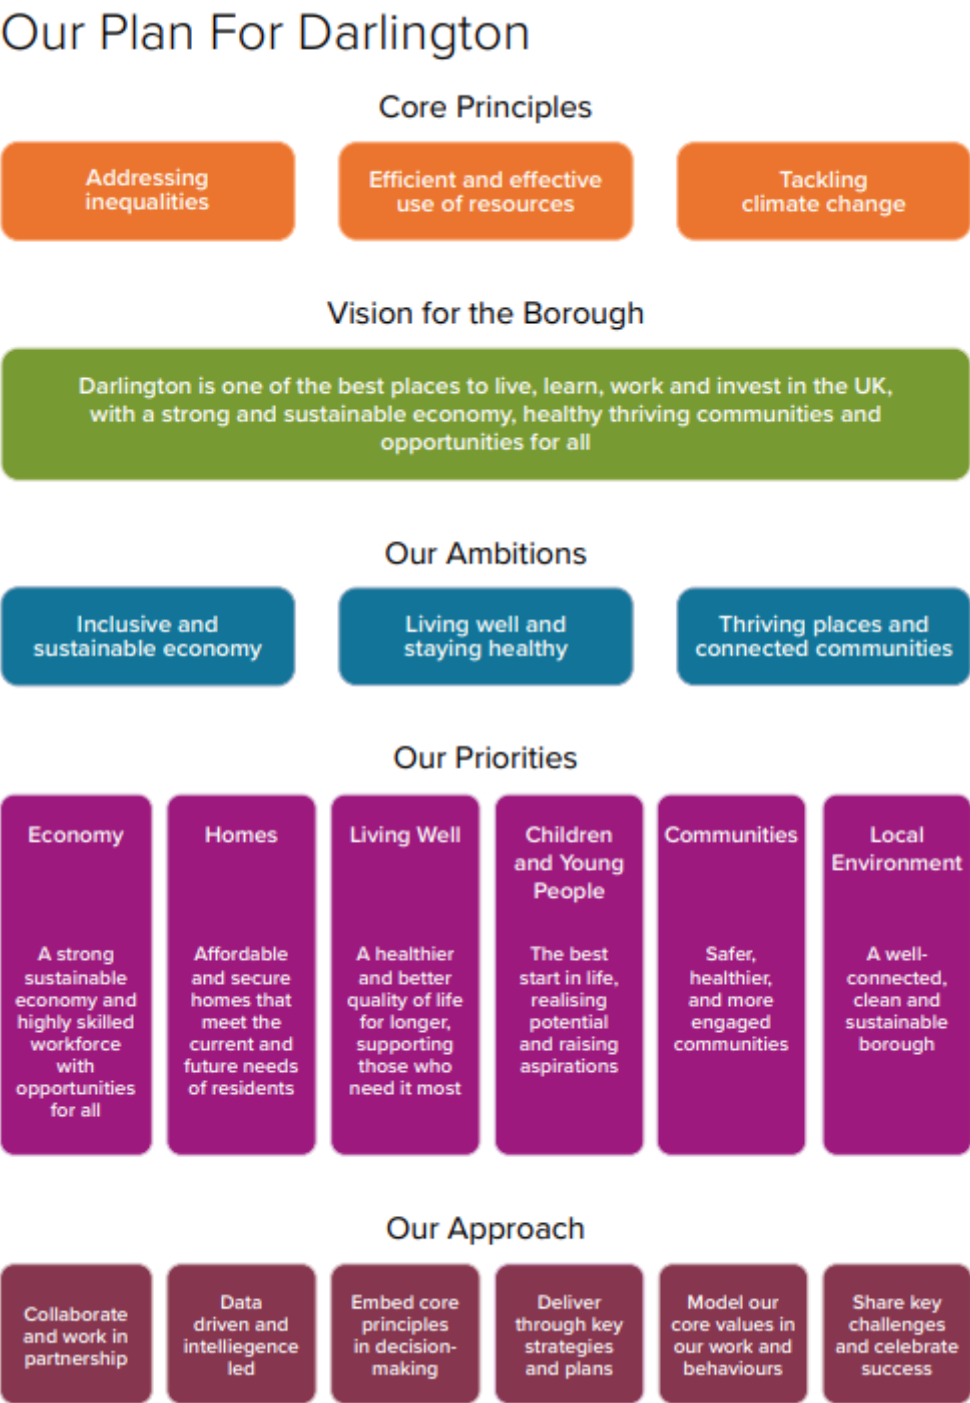 Our Plan For Darlington
Core Principles
Addressing
inequalities
Efficient and effective
use of resources
Tackling
climate change
Vision for the Borough
Darlington is one of the best places to live, learn, work and invest in the UK,
with a strong and sustainable economy, healthy thriving communities and
opportunities for all
Our Ambitions
Inclusive and
sustainable economy
Living well and
staying healthy
Thriving places and
connected communities
Our Priorities
Economy
A strong
sustainable
economy and
highly skilled
workforce
with
opportunities
for all
Homes
Affordable
and secure
homes that
meet the
current and
future needs
of residents
Living Well
A healthier
and better
quality of life
for longer,
supporting
those who
need it most
Children
and Young
People
The best
start in life,
realising
potential
and raising
aspirations
Communities
Safer,
healthier,
and more
engaged
communities
Local
Environment
A well-
connected,
clean and
sustainable
borough
Our Approach
Collaborate
and work in
partnership
Data
driven and
intelliegence
led
Embed core
principles
in decision-
making
Deliver
through key
strategies
and plans
Model our
core values in
our work and
behaviours
Share key
challenges
and celebrate
success